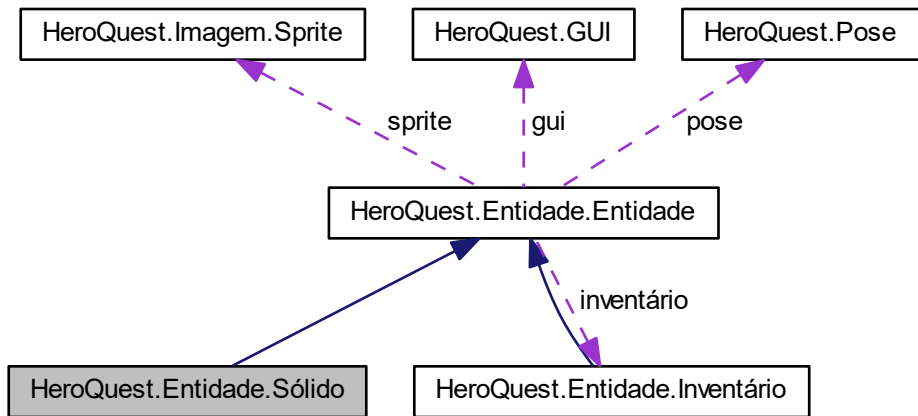 HeroQuest.Imagem.Sprite
HeroQuest.GUI
HeroQuest.Pose
sprite
gui
pose
HeroQuest.Entidade.Entidade
inventário
HeroQuest.Entidade.Sólido
HeroQuest.Entidade.Inventário